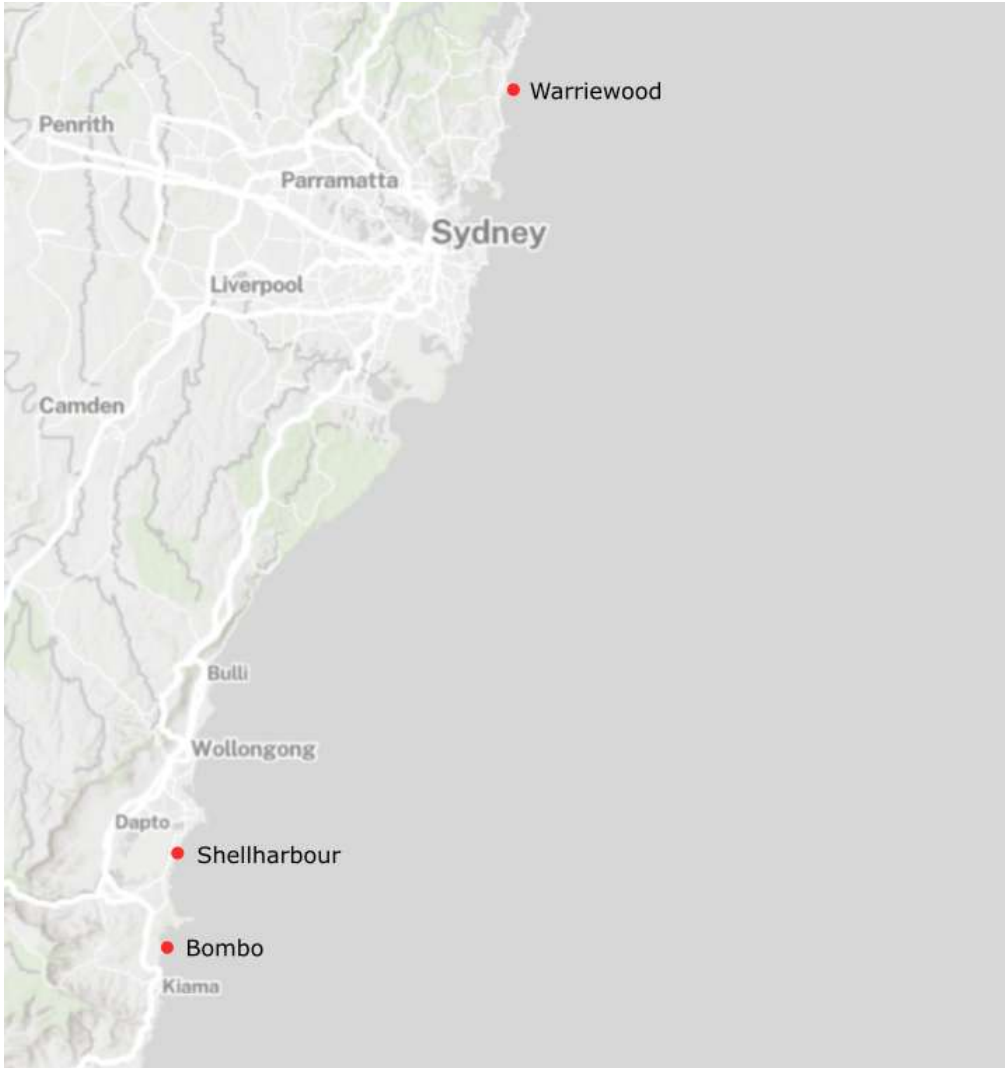 Warriewood
Penrith
Parramatta
Sydney
Liverpool
Camden
Bulli
Wollongong
Dapto
Shellharbour
Bombo
Kiama